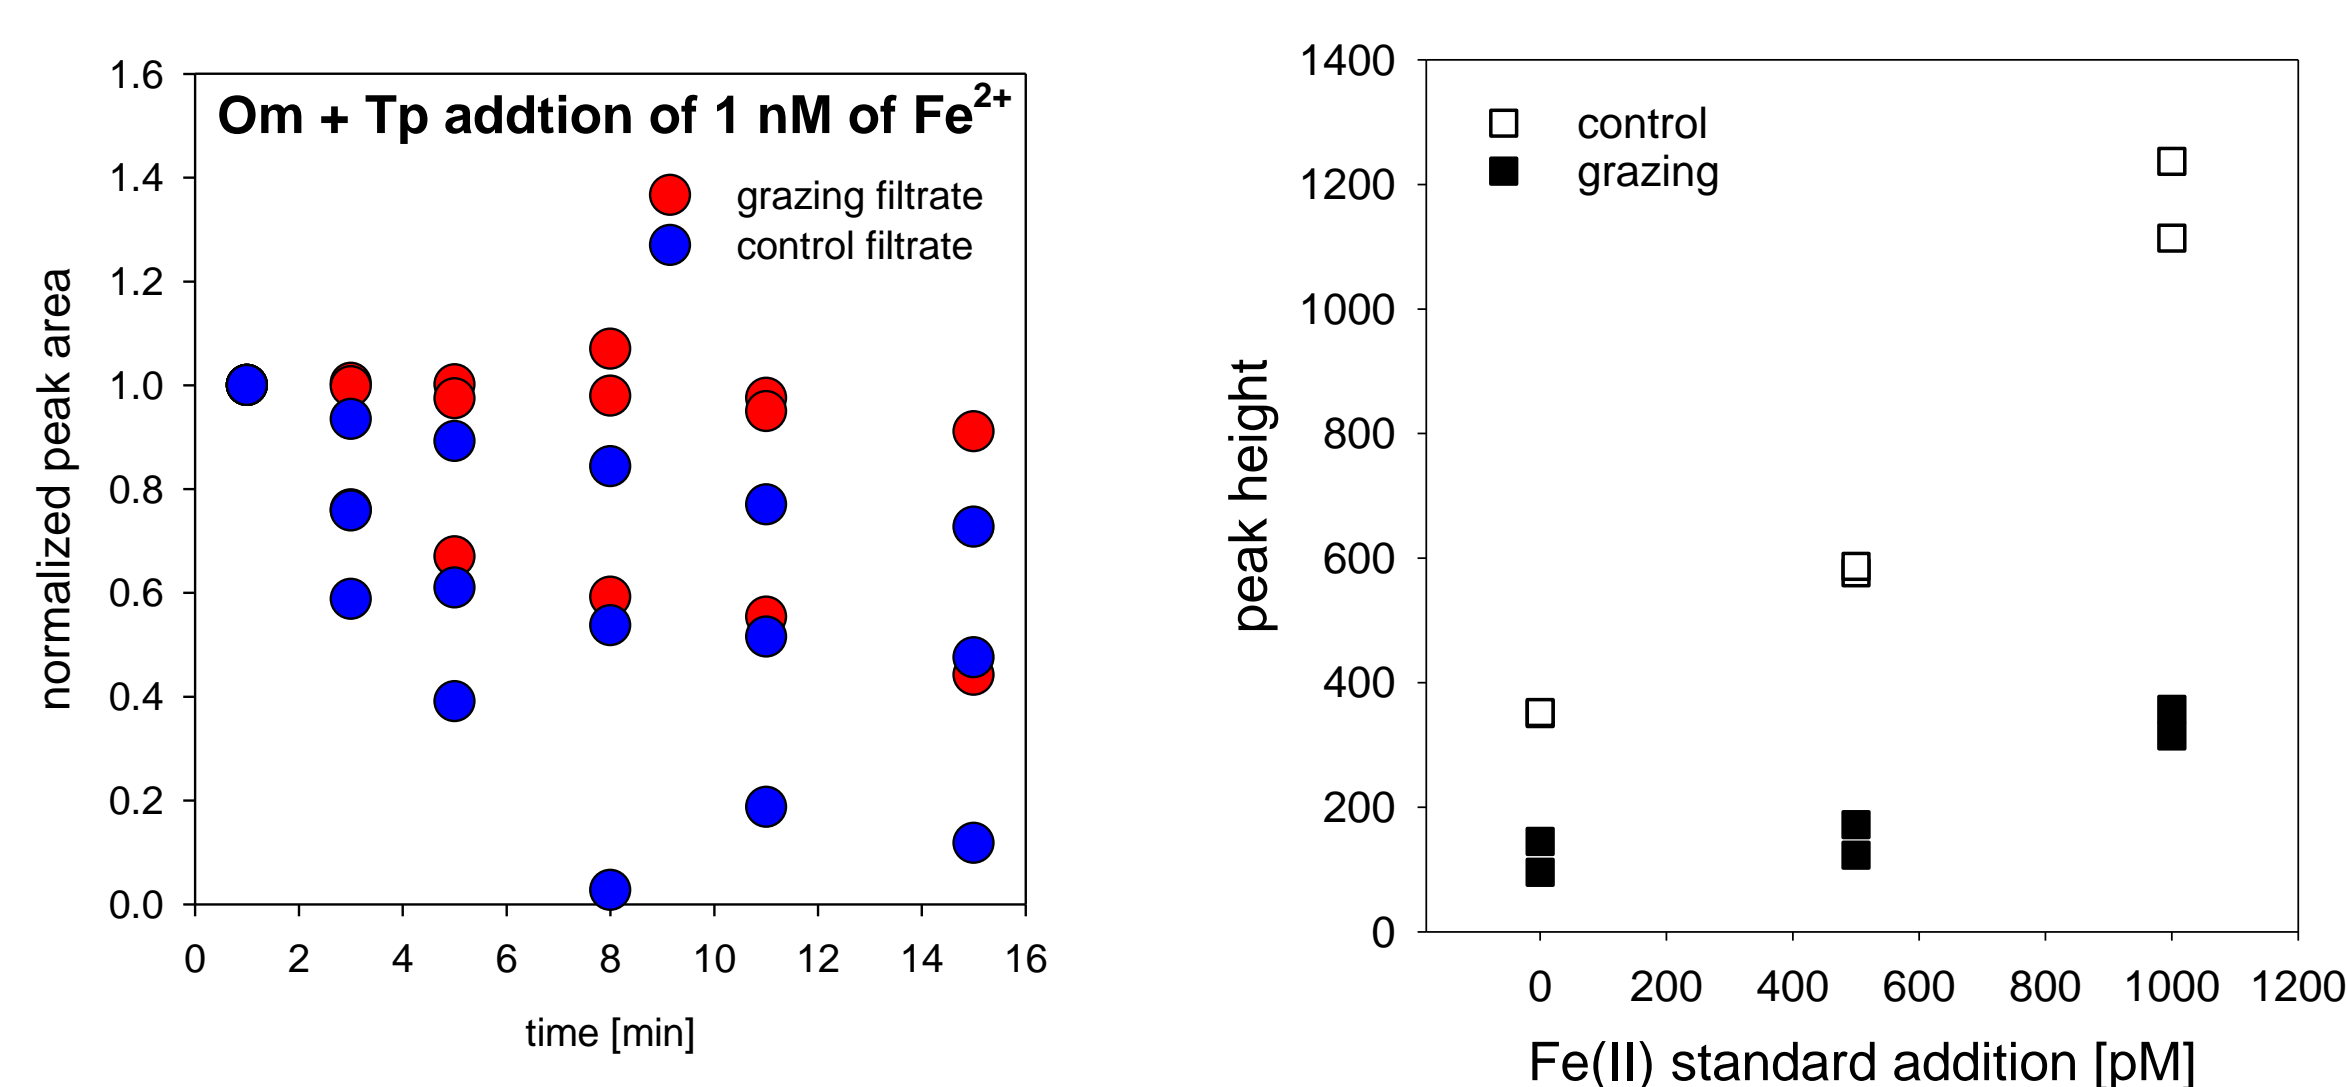 Om + Tp addtion of 1 nM of Fe2+
grazing filtrate
control filtrate
normalized peak area
1.6
1.4
1.2
1.0
0.8
0.6
0.4
0.2
0.0
0 2 4 6 8 10 12 14 16
time [min]
control
grazing
peak height
1400
1200
1000
800
600
400
200
0
0 200 400 600 800 1000 1200
Fe(II) standard addition [pM]